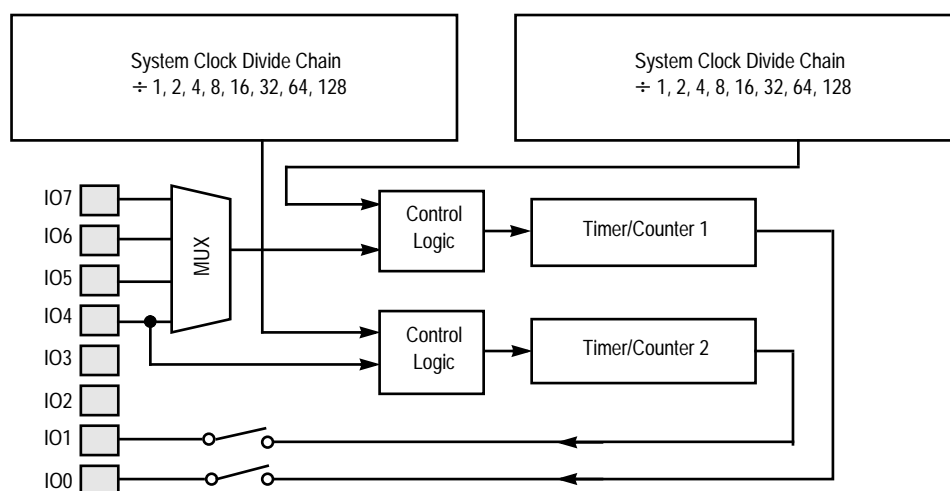 System Clock Divide Chain
÷ 1, 2, 4, 8, 16, 32, 64, 128
System Clock Divide Chain
÷ 1, 2, 4, 8, 16, 32, 64, 128
IO7
IO6
IO5
IO4
IO3
IO2
IO1
IO0
MUX
Control
Logic
Timer/Counter 1
Control
Logic
Timer/Counter 2